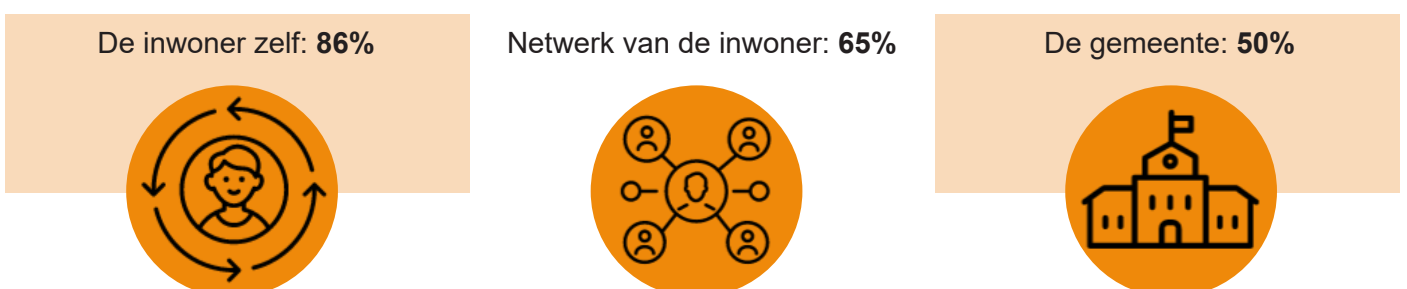 De inwoner zelf: 86%
Netwerk van de inwoner: 65%
De gemeente: 50%